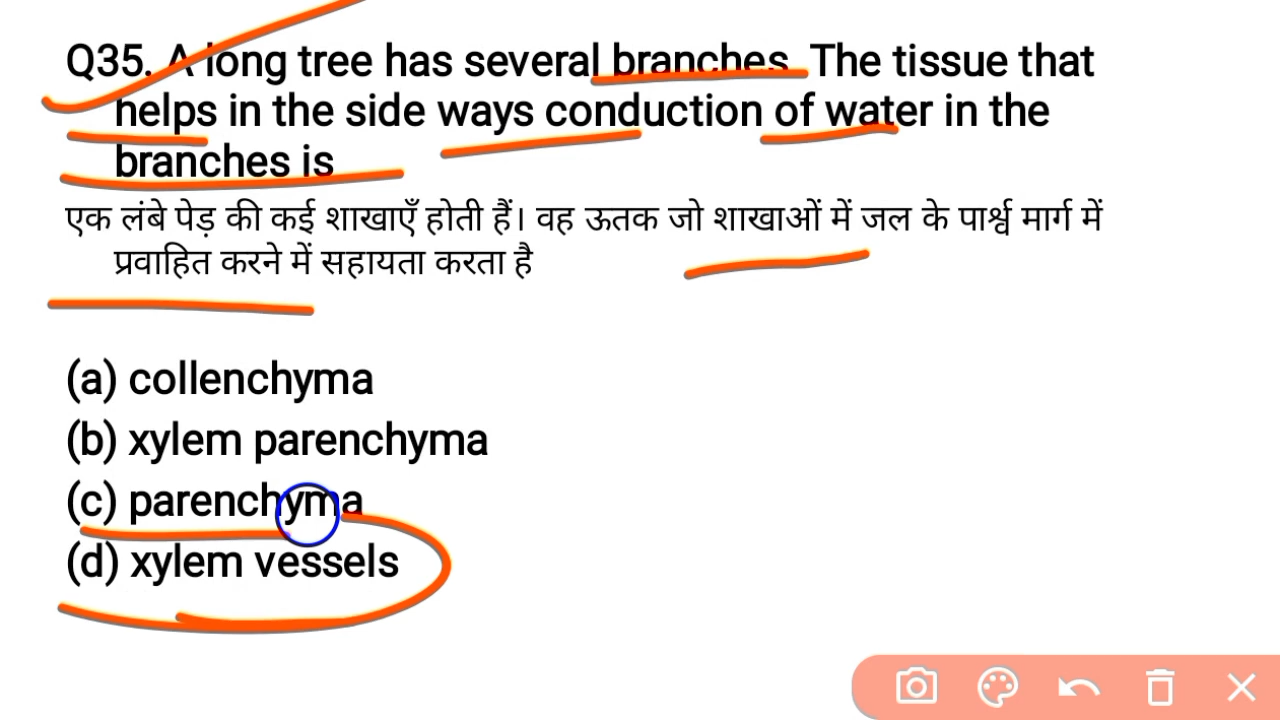 Q35. A long tree has several branches. The tissue that
helps in the side ways conduction of water in the
branches is
एक लंबे पेड़ की कई शाखाएँ होती हैं। वह ऊतक जो शाखाओं में जल के पार्श्व मार्ग में
प्रवाहित करने में सहायता करता है
(a) collenchyma
(b) xylem parenchyma
(c) parenchyma
(d) xylem vessels